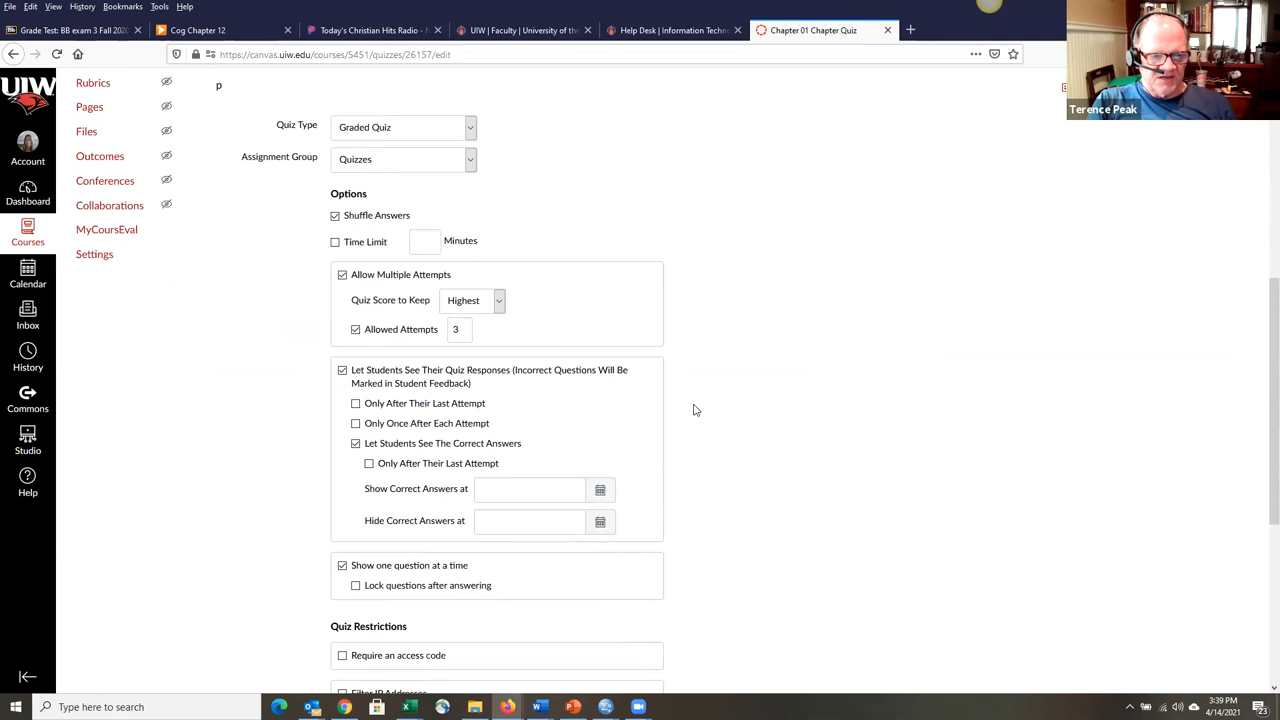 File Edit View History Bookmarks Tools Help
Grade Test: BB exam 3 Fall 2020
Cog Chapter 12
Today's Christian Hits Radio -
UIW | Faculty | University of the
Help Desk | Information Techno
Chapter 01 Chapter Quiz
https://canvas.uiw.edu/courses/5451/quizzes/26157/edit
UIW
Account
Dashboard
Courses
Calendar
Inbox
History
Commons
Studio
Help
Rubrics
Pages
Files
Outcomes
Conferences
Collaborations
MyCoursEval
Settings
p
Quiz Type Graded Quiz
Assignment Group Quizzes
Options
Shuffle Answers
Time Limit Minutes
Allow Multiple Attempts
Quiz Score to Keep Highest
Allowed Attempts 3
Let Students See Their Quiz Responses (Incorrect Questions Will Be
Marked in Student Feedback)
Only After Their Last Attempt
Only Once After Each Attempt
Let Students See The Correct Answers
Only After Their Last Attempt
Show Correct Answers at
Hide Correct Answers at
Show one question at a time
Lock questions after answering
Quiz Restrictions
Require an access code
Filter IP Addresses
Terence Peak
Type here to search
3:39 PM
4/14/2021
23